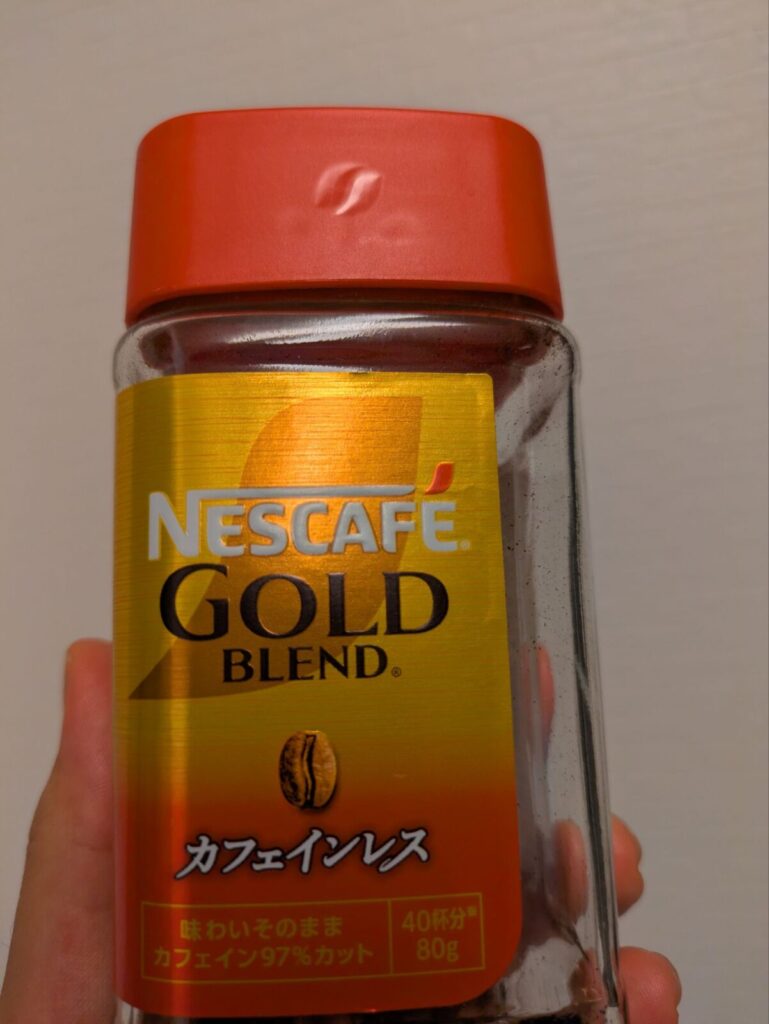 NESCAFÉ®
GOLD
BLEND®
カフェインレス
味わいそのまま
カフェイン97%カット
40杯分※
80g